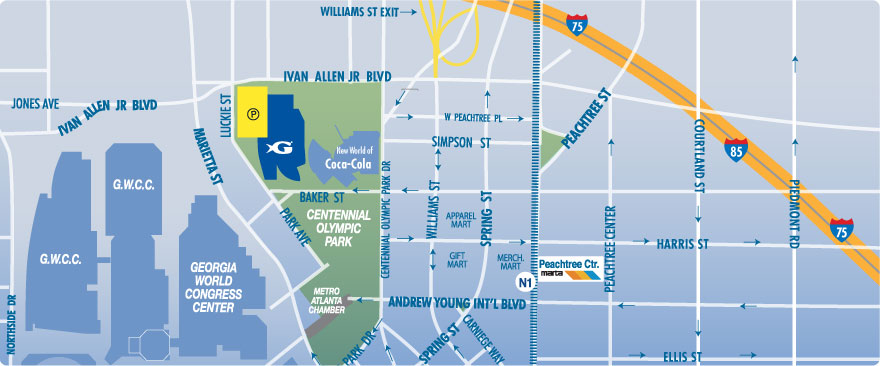 WILLIAMS ST EXIT
75
IVAN ALLEN JR BLVD
JONES AVE
IVAN ALLEN JR BLVD
LUCKIE ST
P
G
New World of
Coca-Cola
W PEACHTREE PL
SIMPSON ST
PEACHTREE ST
COURTLAND ST
85
MARIETTA ST
G.W.C.C.
G.W.C.C.
BAKER ST
PARK AVE
CENTENNIAL
OLYMPIC
PARK
CENTENNIAL OLYMPIC PARK DR
WILLIAMS ST
SPRING ST
APPAREL
MART
GIFT
MART
MERCH.
MART
PEACHTREE CENTER
HARRIS ST
PIEDMONT RD
75
GEORGIA
WORLD
CONGRESS
CENTER
Peachtree Ctr.
marta
N1
METRO
ATLANTA
CHAMBER
ANDREW YOUNG INT'L BLVD
NORTHSIDE DR
PARK DR
SPRING ST
CARNEIGE WAY
ELLIS ST